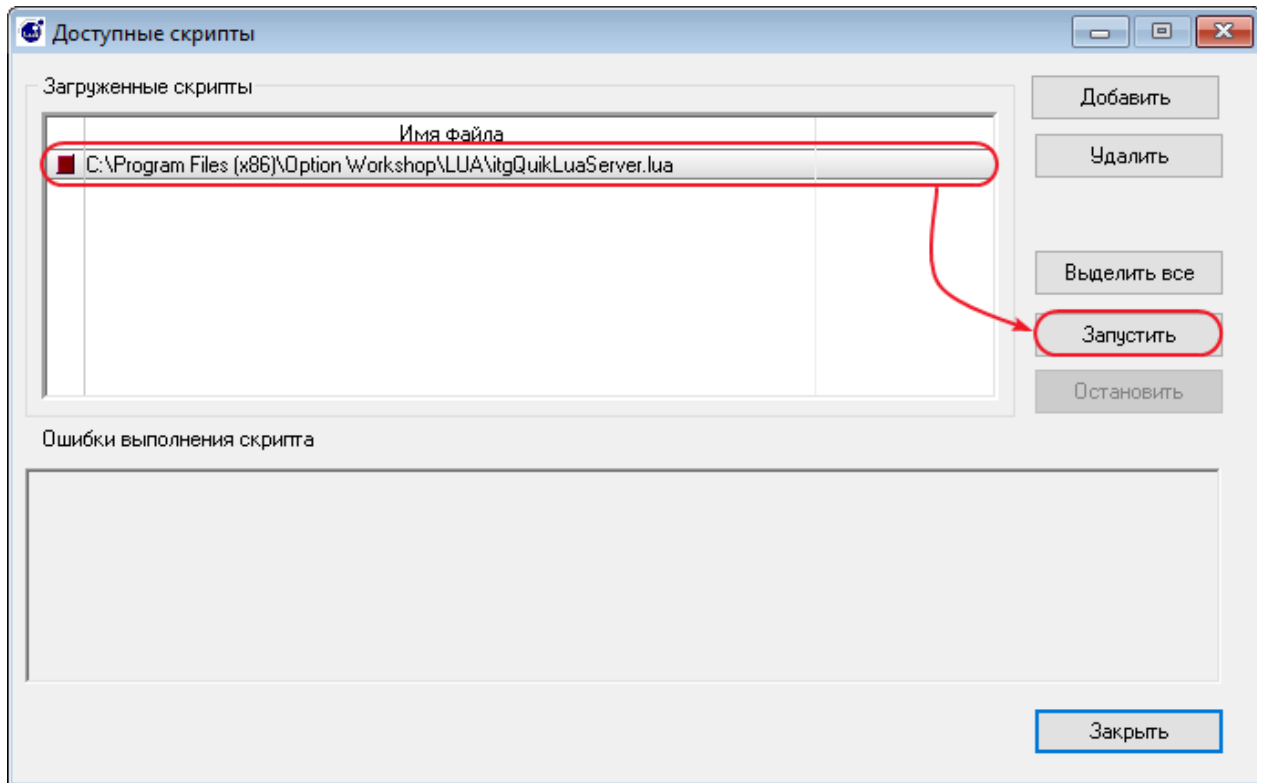 Доступные скрипты
Загруженные скрипты
Добавить
Имя файла
C:\Program Files (x86)\Option Workshop\LUA\itgQuikLuaServer.lua
Удалить
Выделить все
Запустить
Остановить
Ошибки выполнения скрипта
Закрыть